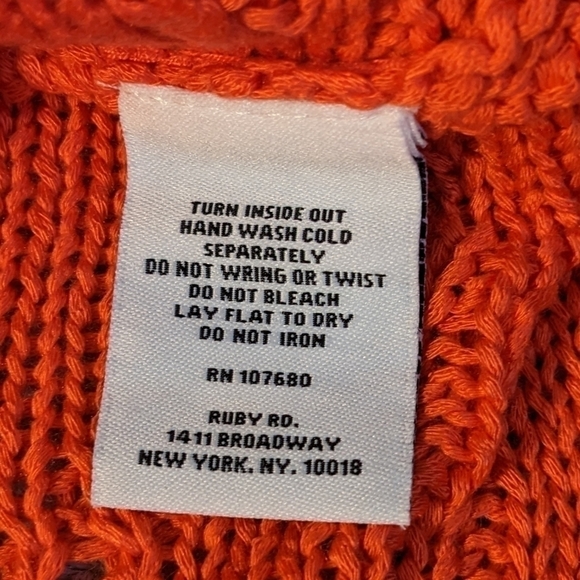 TURN INSIDE OUT
HAND WASH COLD
SEPARATELY
DO NOT WRING OR TWIST
DO NOT BLEACH
LAY FLAT TO DRY
DO NOT IRON
RN 107680
RUBY RD.
1411 BROADWAY
NEW YORK. NY. 10018